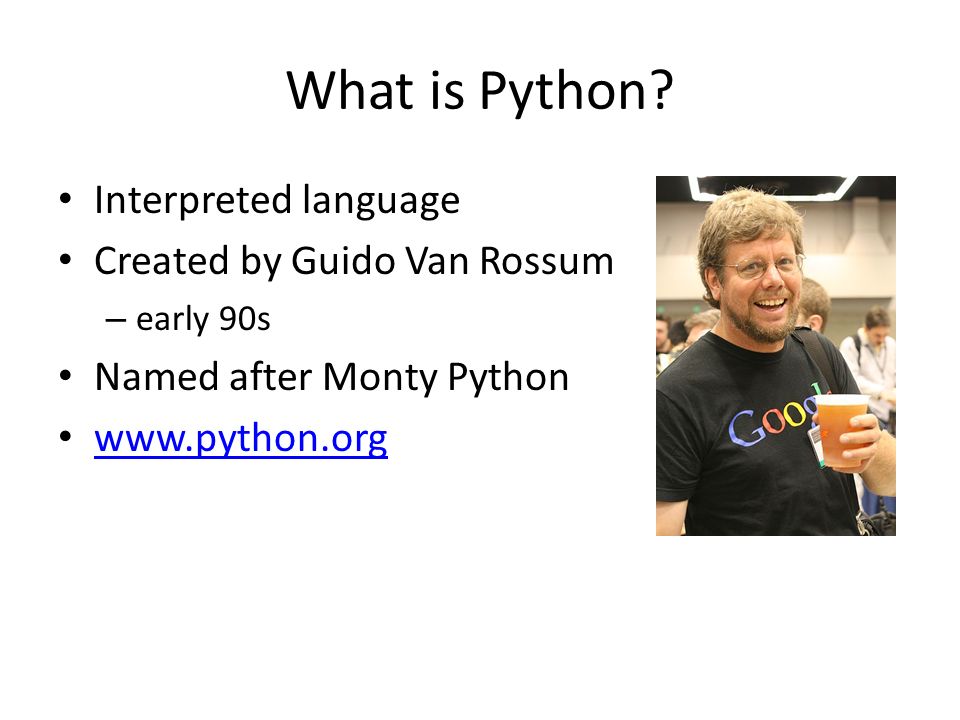 What is Python?
• Interpreted language
• Created by Guido Van Rossum
– early 90s
• Named after Monty Python
• www.python.org
Google